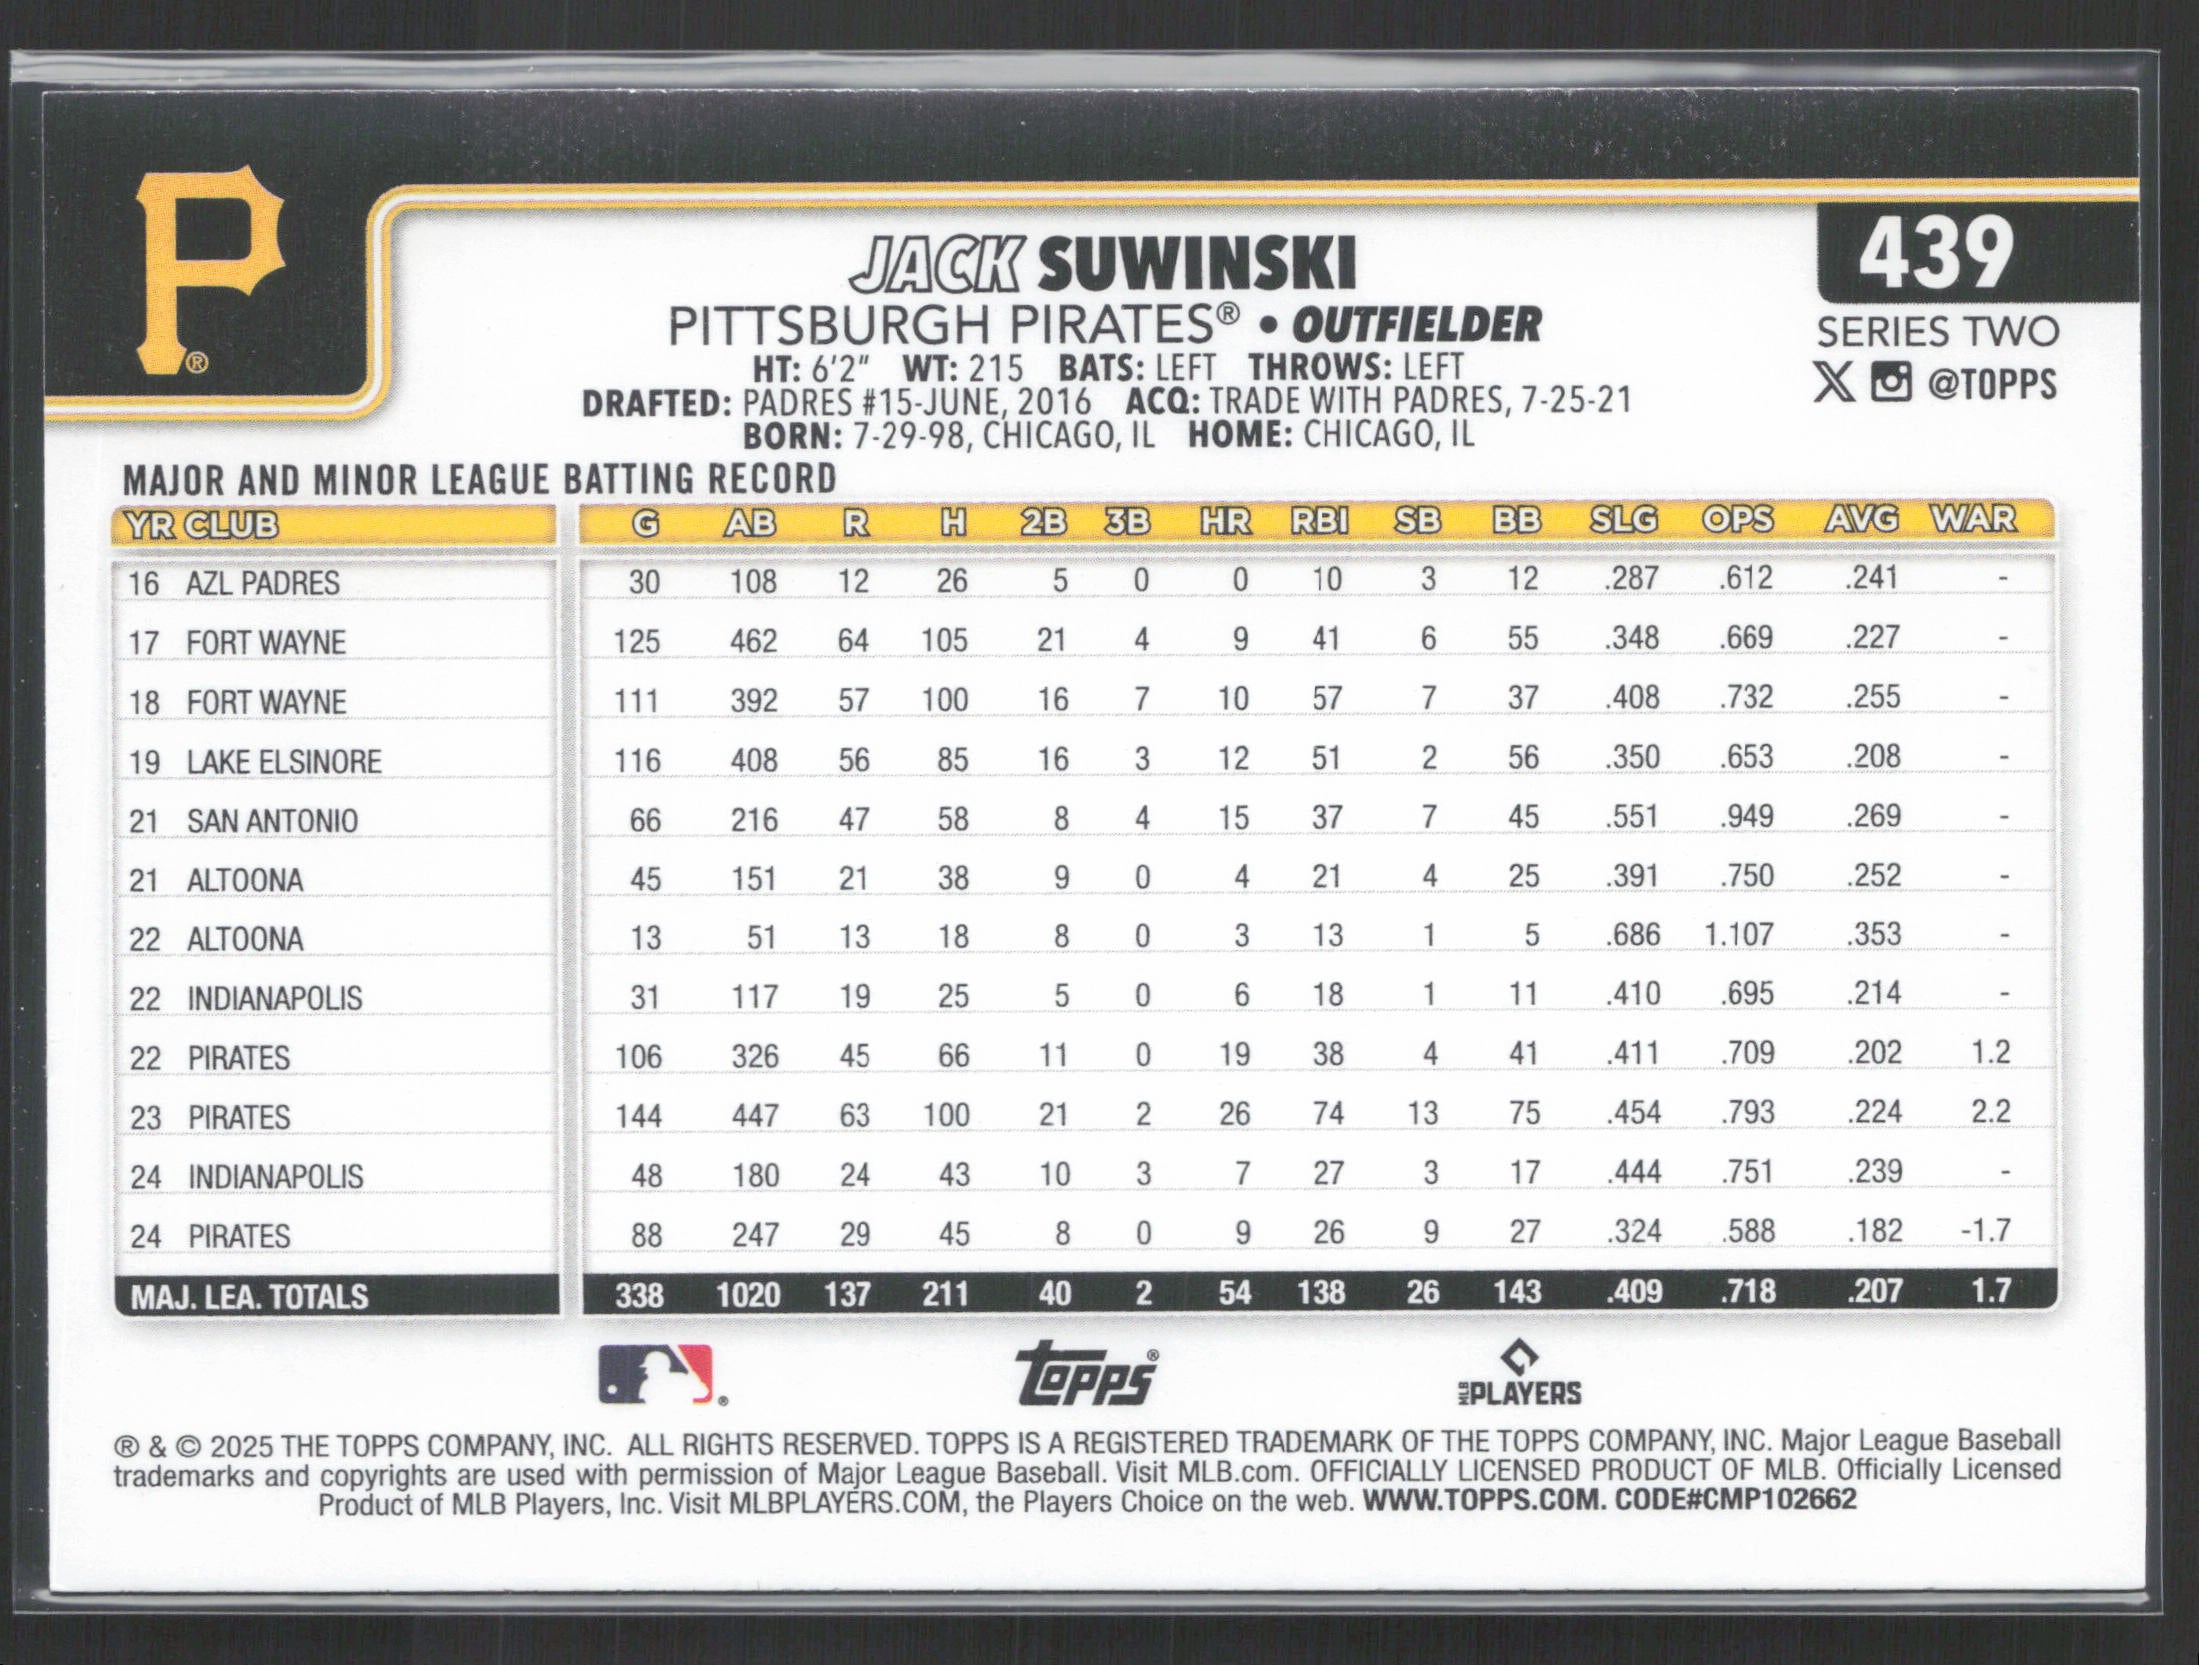 P®
JACK SUWINSKI
439
PITTSBURGH PIRATES® • OUTFIELDER
SERIES TWO
HT: 6'2" WT: 215 BATS: LEFT THROWS: LEFT
X @TOPPS
DRAFTED: PADRES #15-JUNE, 2016 ACQ: TRADE WITH PADRES, 7-25-21
BORN: 7-29-98, CHICAGO, IL HOME: CHICAGO, IL
MAJOR AND MINOR LEAGUE BATTING RECORD
YR CLUB G AB R H 2B 3B HR RBI SB BB SLG OPS AVG WAR
16 AZL PADRES 30 108 12 26 5 0 0 10 3 12 .287 .612 .241 -
17 FORT WAYNE 125 462 64 105 21 4 9 41 6 55 .348 .669 .227 -
18 FORT WAYNE 111 392 57 100 16 7 10 57 7 37 .408 .732 .255 -
19 LAKE ELSINORE 116 408 56 85 16 3 12 51 2 56 .350 .653 .208 -
21 SAN ANTONIO 66 216 47 58 8 4 15 37 7 45 .551 .949 .269 -
21 ALTOONA 45 151 21 38 9 0 4 21 4 25 .391 .750 .252 -
22 ALTOONA 13 51 13 18 8 0 3 13 1 5 .686 1.107 .353 -
22 INDIANAPOLIS 31 117 19 25 5 0 6 18 1 11 .410 .695 .214 -
22 PIRATES 106 326 45 66 11 0 19 38 4 41 .411 .709 .202 1.2
23 PIRATES 144 447 63 100 21 2 26 74 13 75 .454 .793 .224 2.2
24 INDIANAPOLIS 48 180 24 43 10 3 7 27 3 17 .444 .751 .239 -
24 PIRATES 88 247 29 45 8 0 9 26 9 27 .324 .588 .182 -1.7
MAJ. LEA. TOTALS 338 1020 137 211 40 2 54 138 26 143 .409 .718 .207 1.7
® TOPPS® MLB PLAYERS
® & © 2025 THE TOPPS COMPANY, INC. ALL RIGHTS RESERVED. TOPPS IS A REGISTERED TRADEMARK OF THE TOPPS COMPANY, INC. Major League Baseball
trademarks and copyrights are used with permission of Major League Baseball. Visit MLB.com. OFFICIALLY LICENSED PRODUCT OF MLB. Officially Licensed
Product of MLB Players, Inc. Visit MLBPLAYERS.COM, the Players Choice on the web. WWW.TOPPS.COM. CODE#CMP102662